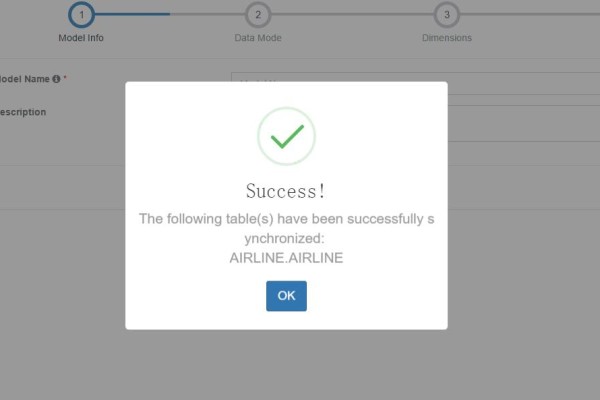 1
2
3
Model Info
Data Mode
Dimensions
odel Name
*
escription
Success!
The following table(s) have been successfully s
ynchronized:
AIRLINE.AIRLINE
OK